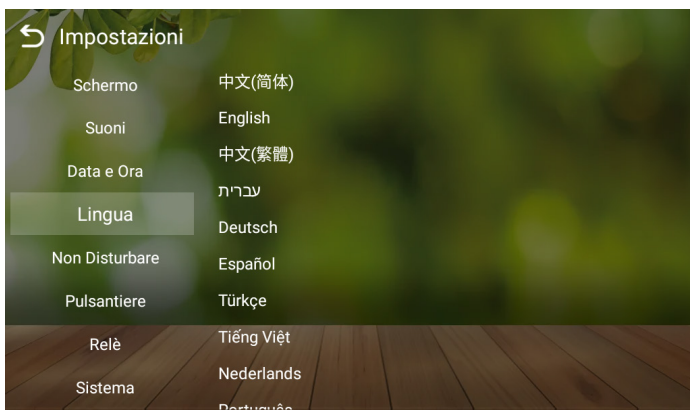 Impostazioni
Schermo
Suoni
Data e Ora
Lingua
Non Disturbare
Pulsantiere
Relè
Sistema
中文(简体)
English
中文(繁體)
עברית
Deutsch
Español
Türkçe
Tiếng Việt
Nederlands
Português